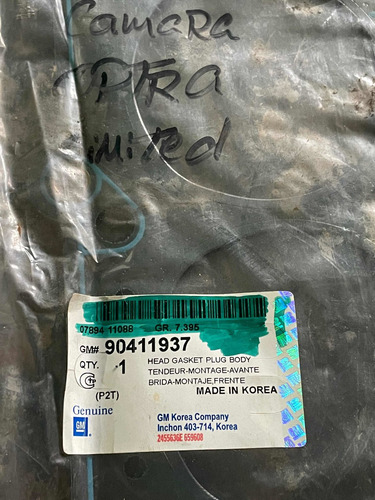 Camara
OPTRA
Limited
07894 11088 GR. 7.395
GM# 90411937
QTY. 1 HEAD GASKET PLUG BODY
TENDEUR-MONTAGE-AVANTE
BRIDA-MONTAJE,FRENTE
(P2T) MADE IN KOREA
Genuine
GM
GM Korea Company
Inchon 403-714, Korea
2455636E 659608